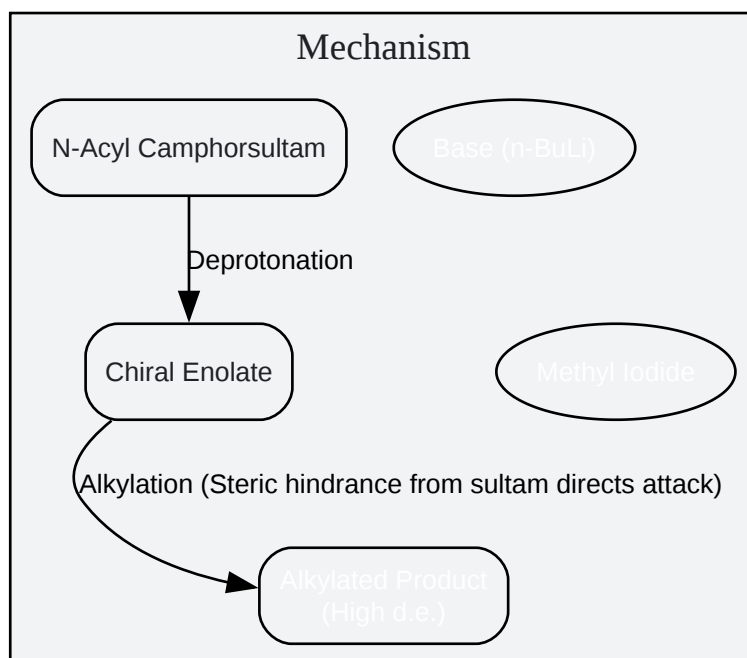 Mechanism
N-Acyl Camphorsultam
Base (n-BuLi)
Deprotonation
Chiral Enolate
Methyl Iodide
Alkylation (Steric hindrance from sultam directs attack)
Alkylated Product
(High d.e.)